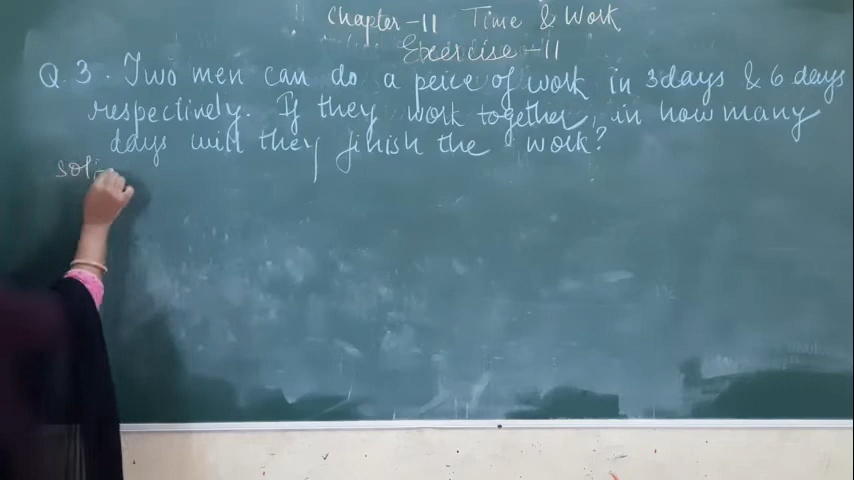 Chapter-11 Time & Work
Exercise-11
Q.3. Two men can do a peice of work in 3days & 6 days
respectively. If they work together, in how many
days will they finish the work?
sol:-